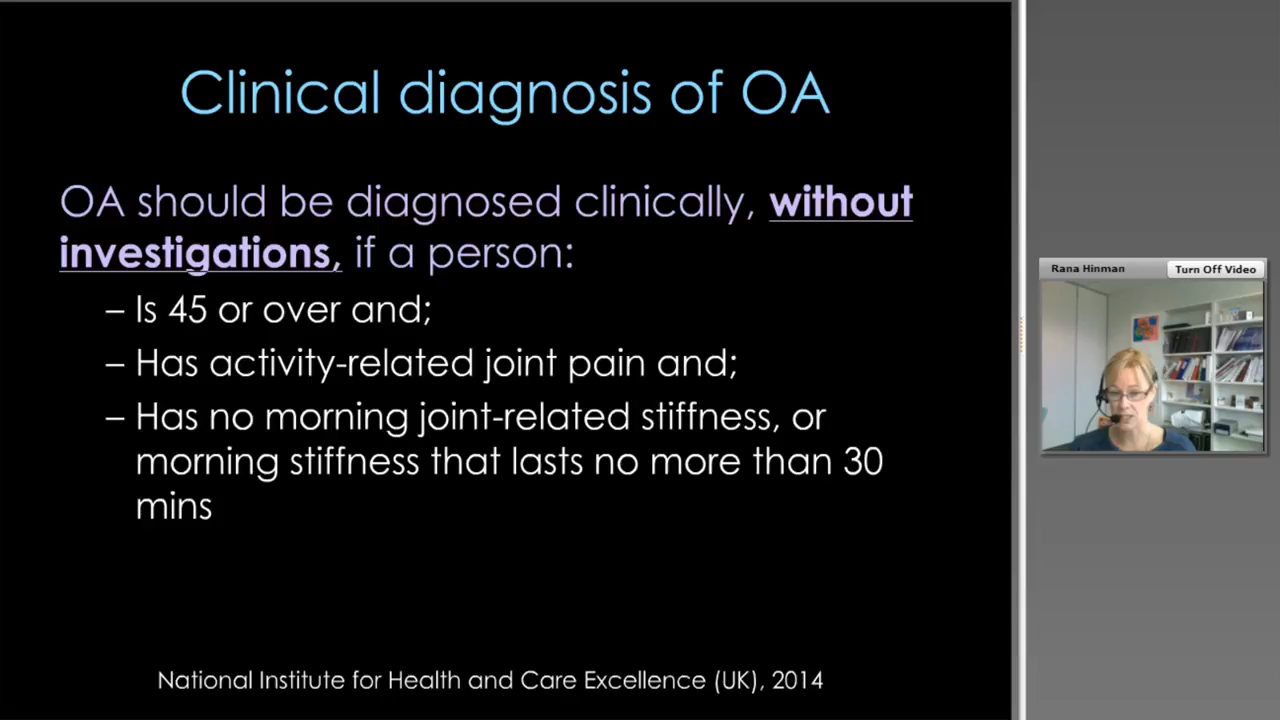 Clinical diagnosis of OA
OA should be diagnosed clinically, without
investigations, if a person:
– Is 45 or over and;
– Has activity-related joint pain and;
– Has no morning joint-related stiffness, or
morning stiffness that lasts no more than 30
mins
National Institute for Health and Care Excellence (UK), 2014
Rana Hinman
Turn Off Video